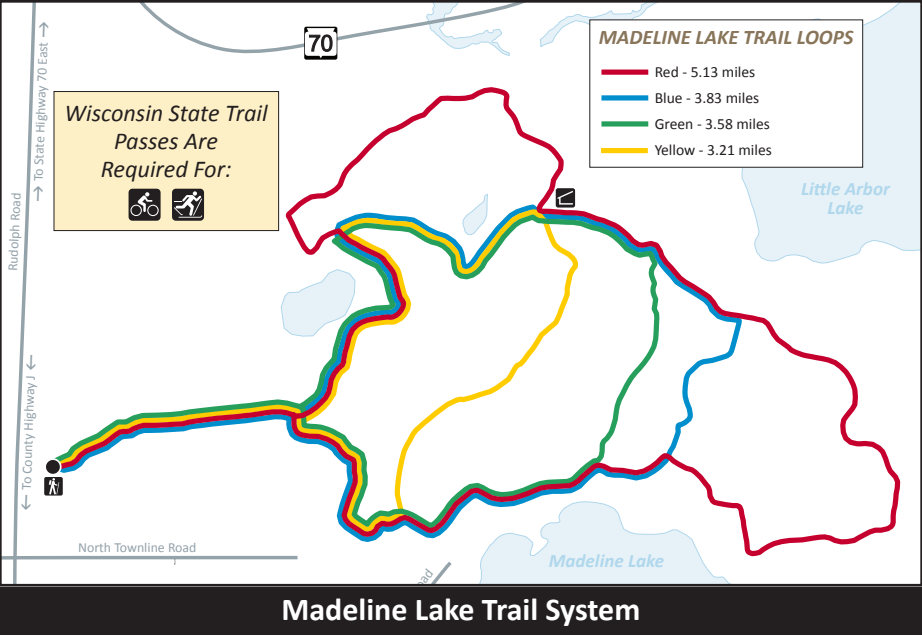 70
MADELINE LAKE TRAIL LOOPS
Red - 5.13 miles
Blue - 3.83 miles
Green - 3.58 miles
Yellow - 3.21 miles
To State Highway 70 East
Wisconsin State Trail
Passes Are
Required For:
Rudolph Road
Little Arbor
Lake
To County Highway J
North Townline Road
Madeline Lake
oad
Madeline Lake Trail System